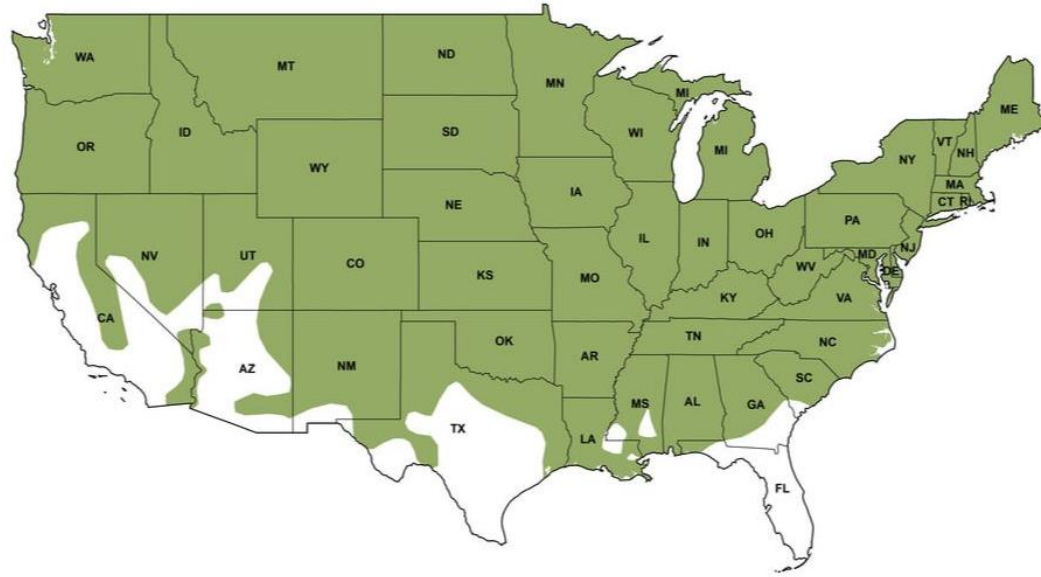 WA
MT
ND
MN
MI
ME
OR
ID
SD
WI
MI
NY
VT
NH
WY
MA
IA
CT
RI
NE
PA
NV
UT
IL
IN
OH
NJ
CO
MD
KS
MO
WV
DE
KY
VA
CA
TN
OK
NC
AR
AZ
NM
SC
MS
AL
GA
TX
LA
FL